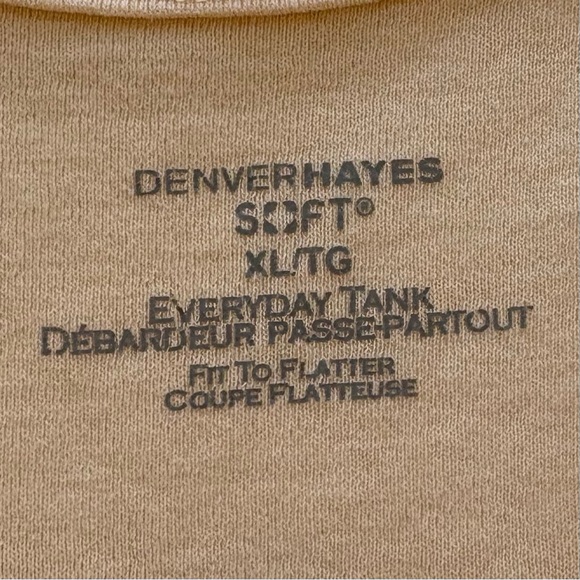 DENVERHAYES
SOFT®
XL/TG
EVERYDAY TANK
DÉBARDEUR PASSE-PARTOUT
FIT TO FLATTER
COUPE FLATTEUSE